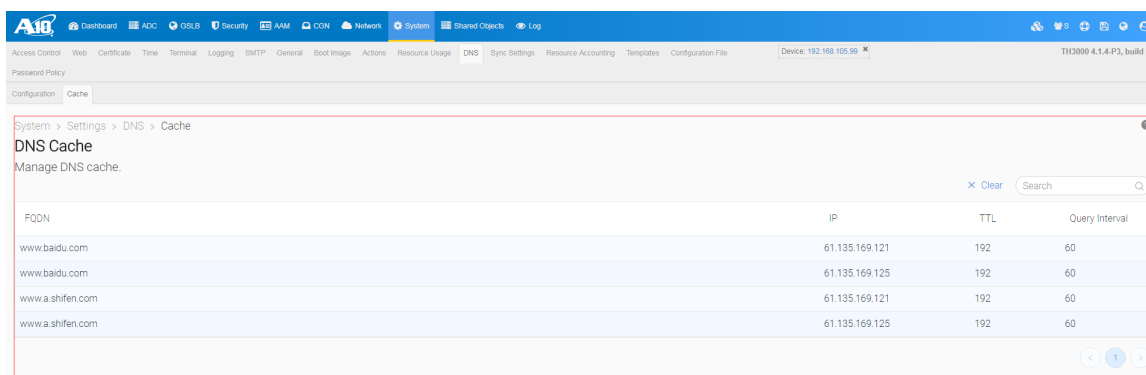 A10 Dashboard ADC GSLB Security AAM CGN Network System Shared Objects Log S
Access Control Web Certificate Time Terminal Logging SMTP General Boot Image Actions Resource Usage DNS Sync Settings Resource Accounting Templates Configuration File Device: 192.168.105.99 TH3000 4.1.4-P3, build
Password Policy
Configuration Cache
System > Settings > DNS > Cache
DNS Cache
Manage DNS cache.
× Clear Search
FQDN IP TTL Query Interval
www.baidu.com 61.135.169.121 192 60
www.baidu.com 61.135.169.125 192 60
www.a.shifen.com 61.135.169.121 192 60
www.a.shifen.com 61.135.169.125 192 60
< 1 >